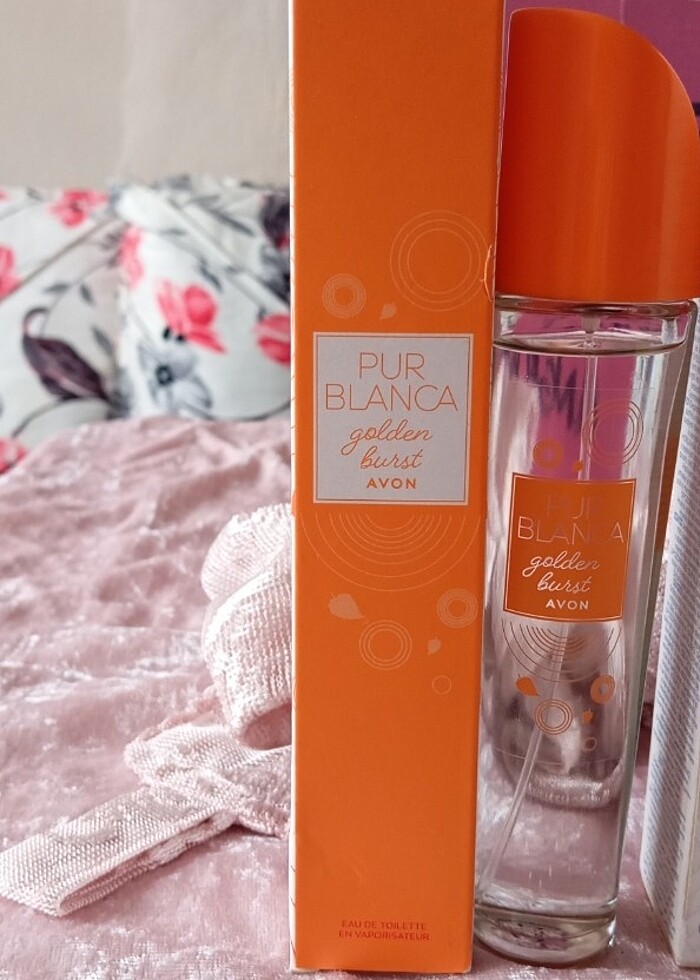 PUR
BLANCA
golden
burst
AVON
EAU DE TOILETTE
EN VAPORISATEUR
PUR
BLANCA
golden
burst
AVON